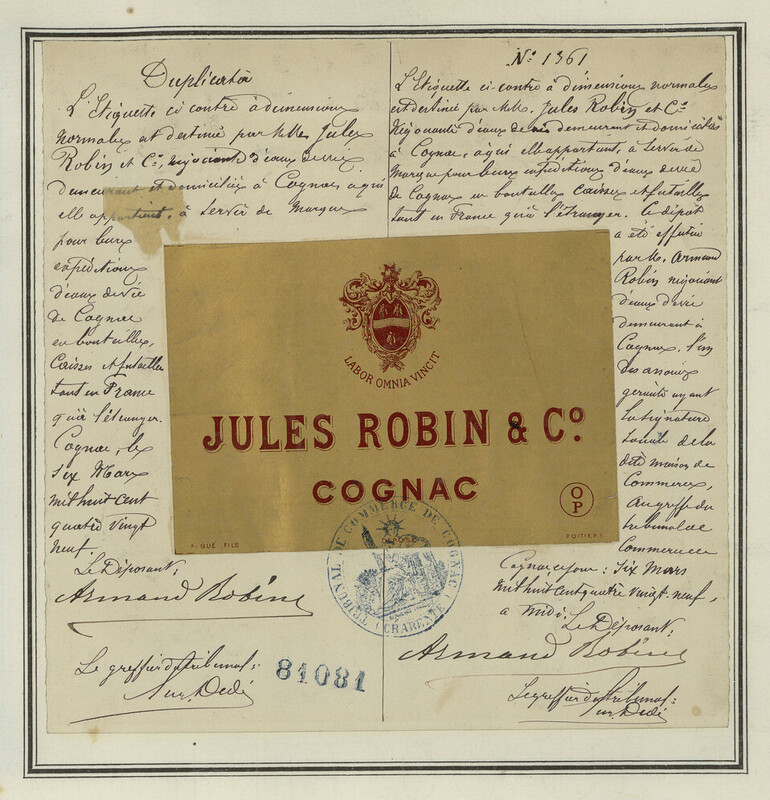 Duplicata
L'Etiquette ci contre à dimensions
normales est destinée par MM. Jules
Robin et Cie, négociants d'eaux de vie
demeurant et domiciliés à Cognac, a qui
elle appartient, à servir de Marque
pour leurs
expéditions
d'eaux de vie
de Cognac
en bouteilles,
Caisses et futailles
tant en France
qu'à l'étranger.
Cognac, le
six Mars
mil huit cent
quatre vingt
neuf.
Le Déposant:
Armand Robin
Le greffier du tribunal:
81081
No 1361
L'Etiquette ci contre à dimensions normales
est destinée par MM. Jules Robin et Cie
Négociants d'eaux de vie demeurant et domiciliés
à Cognac, a qui elle appartient, à servir de
Marque pour leurs expéditions d'eaux de vie
de Cognac en bouteilles caisses et futailles
tant en France qu'à l'étranger. Ce dépôt
a été effectué
par M. Armand
Robin négociant
d'eaux de vie
demeurant à
Cognac, l'un
des associés
gérants ayant
la signature
sociale de la
dite maison de
Commerce,
au greffe du
tribunal de
Commerce
Cognac ce jour: six Mars
mil huit cent quatre vingt-neuf,
a midi.
Le Déposant:
Armand Robin
Le greffier du tribunal:
LABOR OMNIA VINCIT
JULES ROBIN & Co.
COGNAC
OP
QUÉ FILS
POITIERS
TRIBUNAL DE COMMERCE DE COGNAC
(CHARENTE)